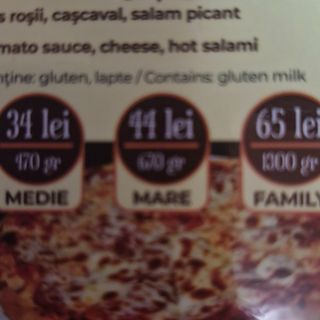 s roșii, cașcaval, salam picant
mato sauce, cheese, hot salami
ține: gluten, lapte / Contains: gluten milk
34 lei 44 lei 65 lei
470 gr 670 gr 1300 gr
MEDIE MARE FAMILY